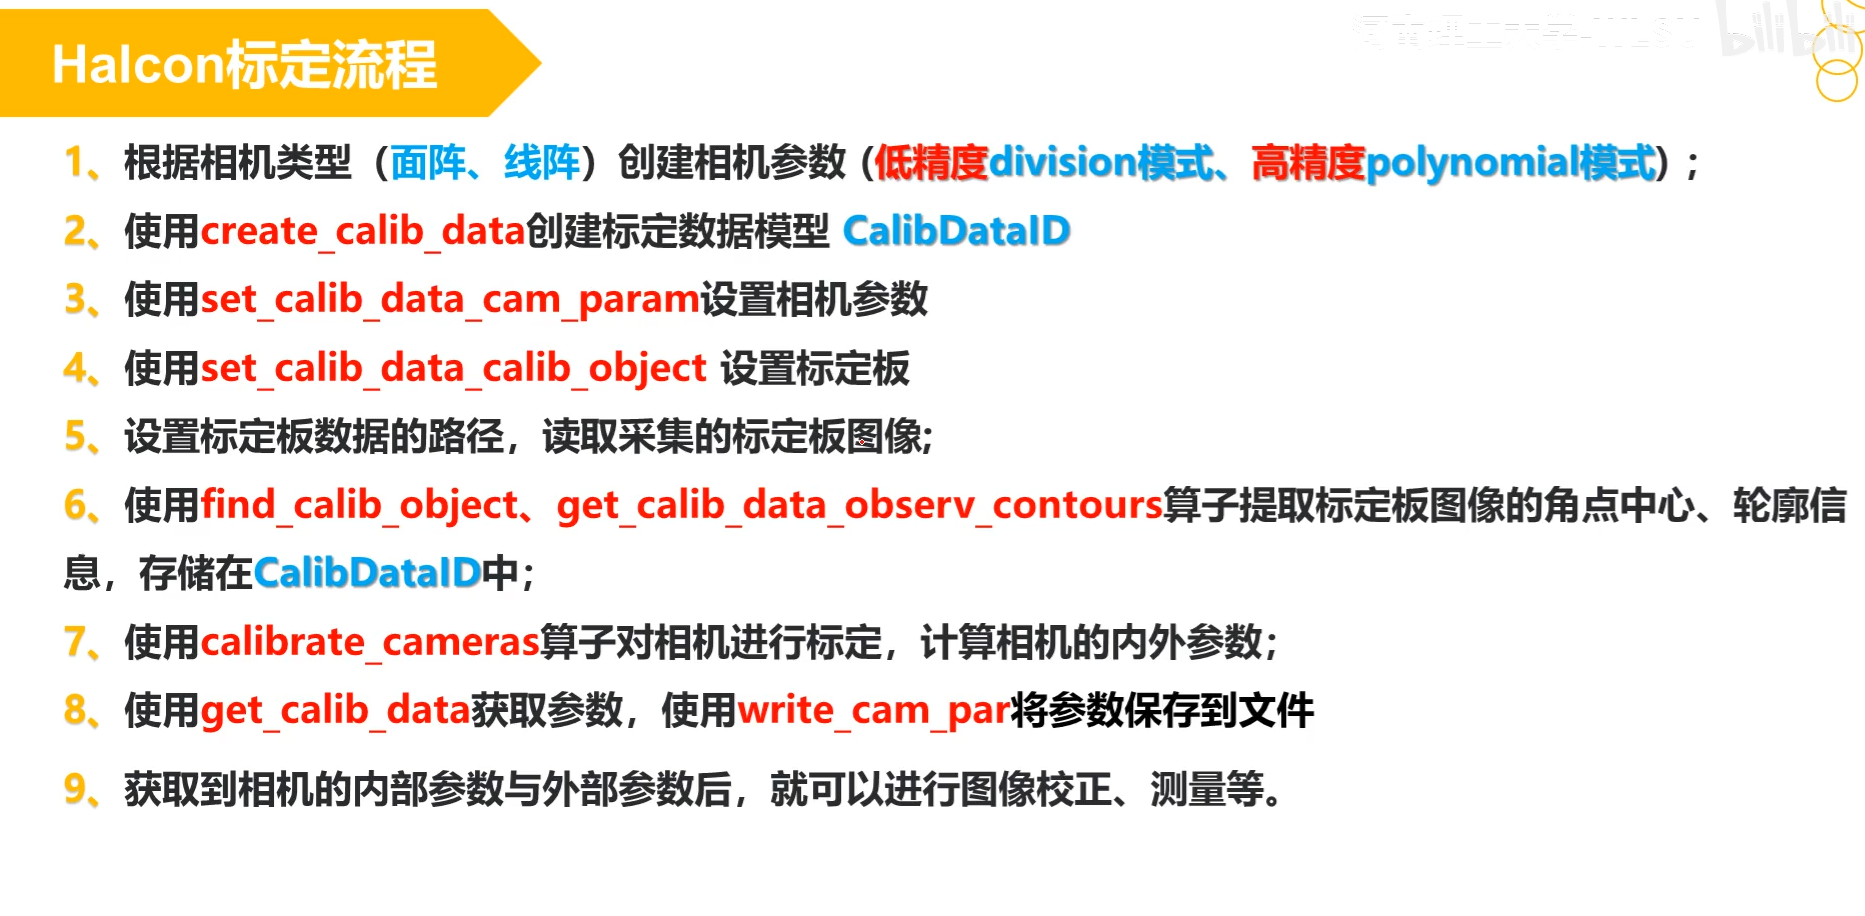 bilibili
Halcon标定流程
1、根据相机类型（面阵、线阵）创建相机参数 (低精度division模式、高精度polynomial模式) ；
2、使用create_calib_data创建标定数据模型 CalibDataID
3、使用set_calib_data_cam_param设置相机参数
4、使用set_calib_data_calib_object 设置标定板
5、设置标定板数据的路径，读取采集的标定板图像;
6、使用find_calib_object、get_calib_data_observ_contours算子提取标定板图像的角点中心、轮廓信
息，存储在CalibDataID中；
7、使用calibrate_cameras算子对相机进行标定，计算相机的内外参数；
8、使用get_calib_data获取参数，使用write_cam_par将参数保存到文件
9、获取到相机的内部参数与外部参数后，就可以进行图像校正、测量等。